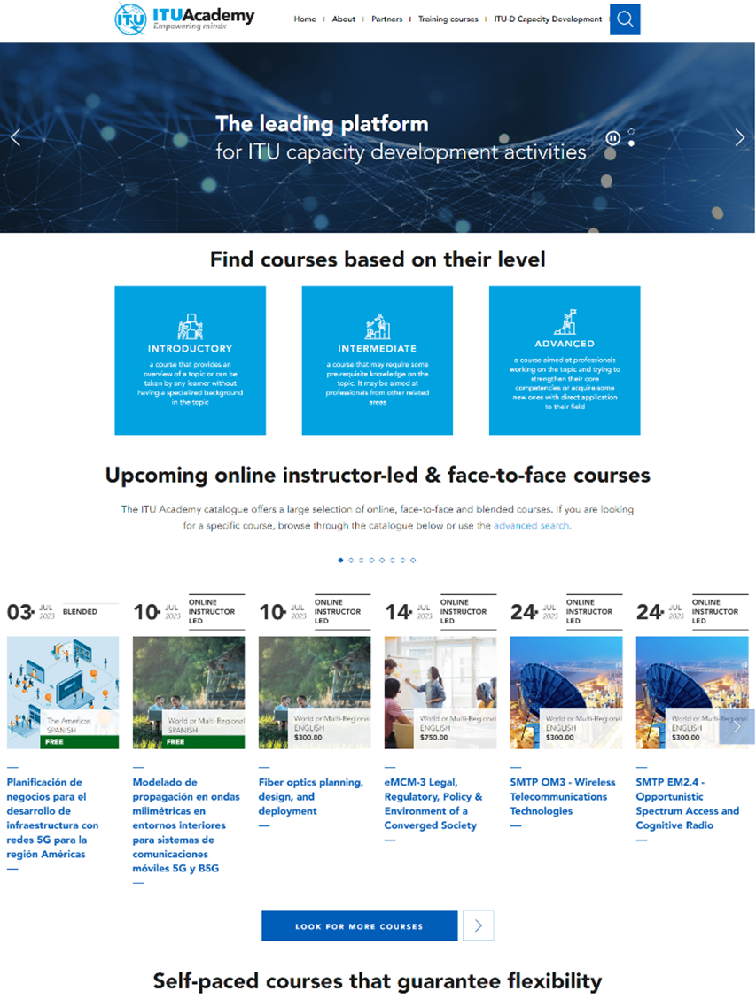 ITU
ITUAcademy
Empowering minds
Home
About
Partners
Training courses
ITU-D Capacity Development
The leading platform
for ITU capacity development activities
Find courses based on their level
INTRODUCTORY
a course that provides an
overview of a topic or can be
taken by any learner without
having a specialized background
in the topic
INTERMEDIATE
a course that may require some
pre-requisite knowledge on the
topic. It may be aimed at
professionals from other related
areas
ADVANCED
a course aimed at professionals
working on the topic and trying to
strengthen their core
competencies or acquire some
new ones with direct application
to their field
Upcoming online instructor-led & face-to-face courses
The ITU Academy catalogue offers a large selection of online, face-to-face and blended courses. If you are looking
for a specific course, browse through the catalogue below or use the advanced search.
03
JUL
2023
BLENDED
The Americas
SPANISH
FREE
Planificación de
negocios para el
desarrollo de
infraestructura con
redes 5G para la
región Américas
10
JUL
2023
ONLINE
INSTRUCTOR
LED
World or Multi-Regional
SPANISH
FREE
Modelado de
propagación en ondas
milimétricas en
entornos interiores
para sistemas de
comunicaciones
móviles 5G y B5G
10
JUL
2023
ONLINE
INSTRUCTOR
LED
World or Multi-Regional
ENGLISH
$300.00
Fiber optics planning,
design, and
deployment
14
JUL
2023
ONLINE
INSTRUCTOR
LED
World or Multi-Regional
ENGLISH
$750.00
eMCM-3 Legal,
Regulatory, Policy &
Environment of a
Converged Society
24
JUL
2023
ONLINE
INSTRUCTOR
LED
World or Multi-Regional
ENGLISH
$300.00
SMTP OM3 - Wireless
Telecommunications
Technologies
24
JUL
2023
ONLINE
INSTRUCTOR
LED
World or Multi-Regional
ENGLISH
$300.00
SMTP EM2.4 -
Opportunistic
Spectrum Access and
Cognitive Radio
LOOK FOR MORE COURSES
Self-paced courses that guarantee flexibility